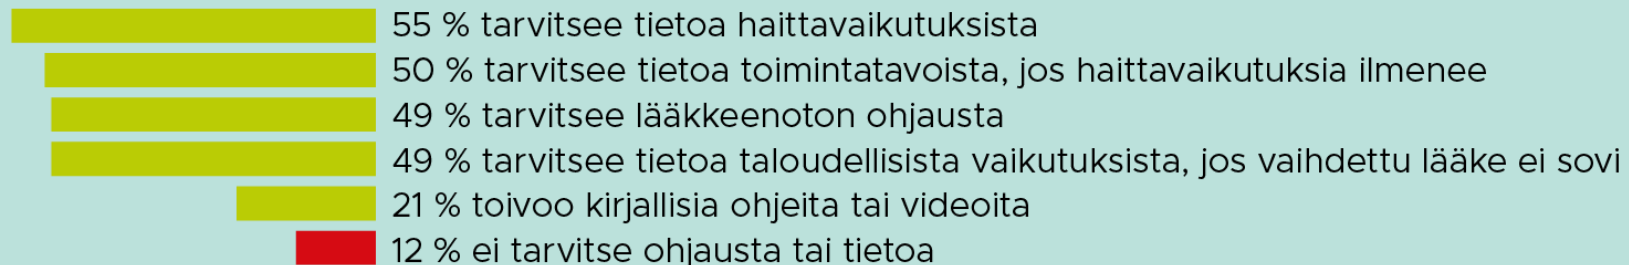 55 % tarvitsee tietoa haittavaikutuksista
50 % tarvitsee tietoa toimintatavoista, jos haittavaikutuksia ilmenee
49 % tarvitsee lääkkeenoton ohjausta
49 % tarvitsee tietoa taloudellisista vaikutuksista, jos vaihdettu lääke ei sovi
21 % toivoo kirjallisia ohjeita tai videoita
12 % ei tarvitse ohjausta tai tietoa